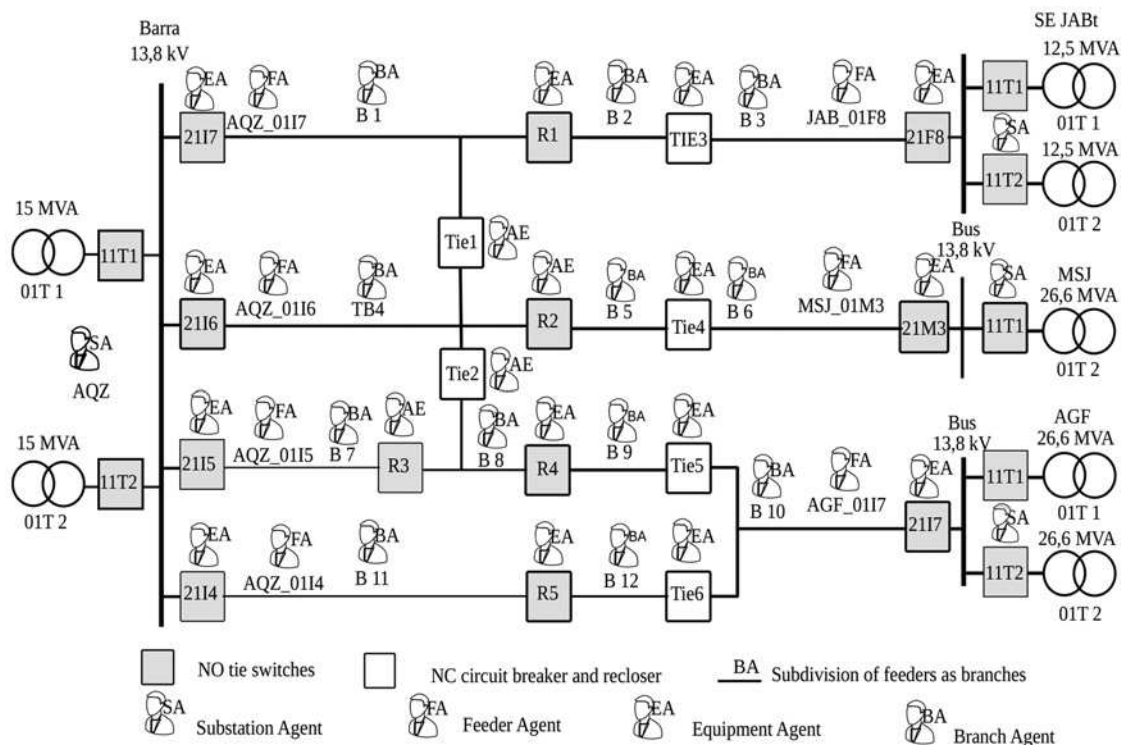 Barra
13,8 kV
SE JABt
12,5 MVA
EA
FA
BA
EA
BA
EA
BA
FA
EA
11T1
AQZ_01I7
B 1
B 2
B 3
JAB_01F8
01T 1
SA
21I7
R1
TIE3
21F8
12,5 MVA
11T2
01T 2
15 MVA
11T1
01T 1
Tie1
AE
Bus
13,8 kV
EA
FA
BA
AE
BA
EA
BA
FA
EA
SA
MSJ
26,6 MVA
AQZ_01I6
TB4
B 5
B 6
MSJ_01M3
21I6
R2
Tie4
21M3
11T1
01T 2
SA
AQZ
Tie2
AE
EA
FA
BA
AE
BA
EA
BA
EA
Bus
13,8 kV
AGF
26,6 MVA
15 MVA
11T2
01T 2
AQZ_01I5
B 7
B 8
B 9
21I5
R3
R4
Tie5
BA
B 10
FA
AGF_01I7
EA
21I7
11T1
01T 1
SA
26,6 MVA
11T2
01T 2
EA
FA
BA
EA
BA
EA
AQZ_01I4
B 11
B 12
21I4
R5
Tie6
NO tie switches
NC circuit breaker and recloser
BA
Subdivision of feeders as branches
SA
Substation Agent
FA
Feeder Agent
EA
Equipment Agent
BA
Branch Agent